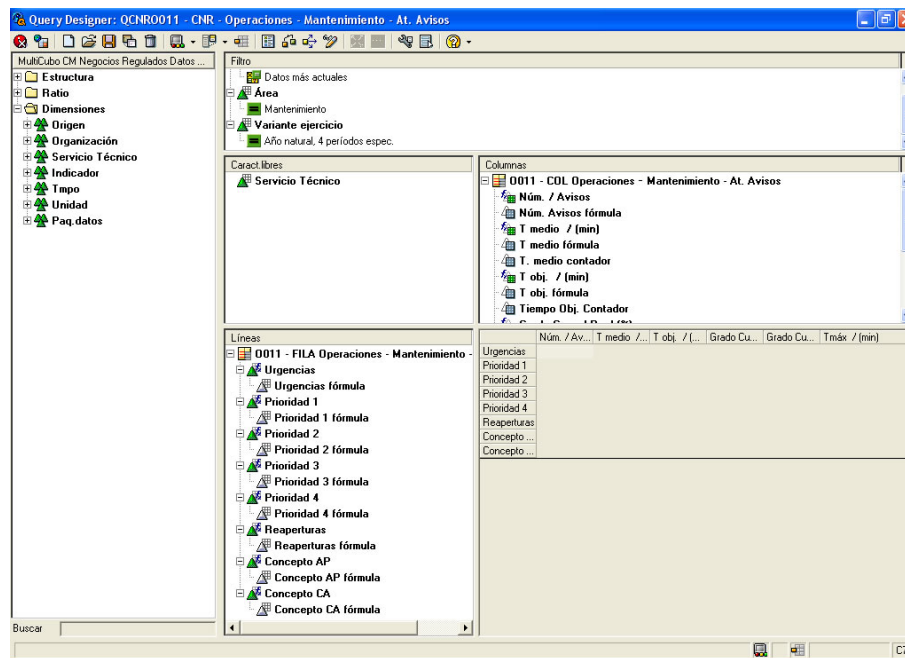 Query Designer: QCNRO011 - CNR - Operaciones - Mantenimiento - At. Avisos
MultiCubo CM Negocios Regulados Datos ...
Estructura
Ratio
Dimensiones
Origen
Organización
Servicio Técnico
Indicador
Tmpo
Unidad
Paq.datos
Buscar
Filtro
Datos más actuales
Área
Mantenimiento
Variante ejercicio
Año natural, 4 períodos espec.
Caract.libres
Servicio Técnico
Columnas
0011 - COL Operaciones - Mantenimiento - At. Avisos
Núm. / Avisos
Núm. Avisos fórmula
T medio / (min)
T medio fórmula
T. medio contador
T obj. / (min)
T obj. fórmula
Tiempo Obj. Contador
Líneas
0011 - FILA Operaciones - Mantenimiento -
Urgencias
Urgencias fórmula
Prioridad 1
Prioridad 1 fórmula
Prioridad 2
Prioridad 2 fórmula
Prioridad 3
Prioridad 3 fórmula
Prioridad 4
Prioridad 4 fórmula
Reaperturas
Reaperturas fórmula
Concepto AP
Concepto AP fórmula
Concepto CA
Concepto CA fórmula
Núm. / Av... T medio /... T obj. / (... Grado Cu... Grado Cu... Tmáx / (min)
Urgencias
Prioridad 1
Prioridad 2
Prioridad 3
Prioridad 4
Reaperturas
Concepto ...
Concepto ...